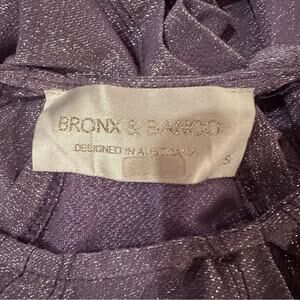 BRONX & BANCO
DESIGNED IN AUSTRALIA
S